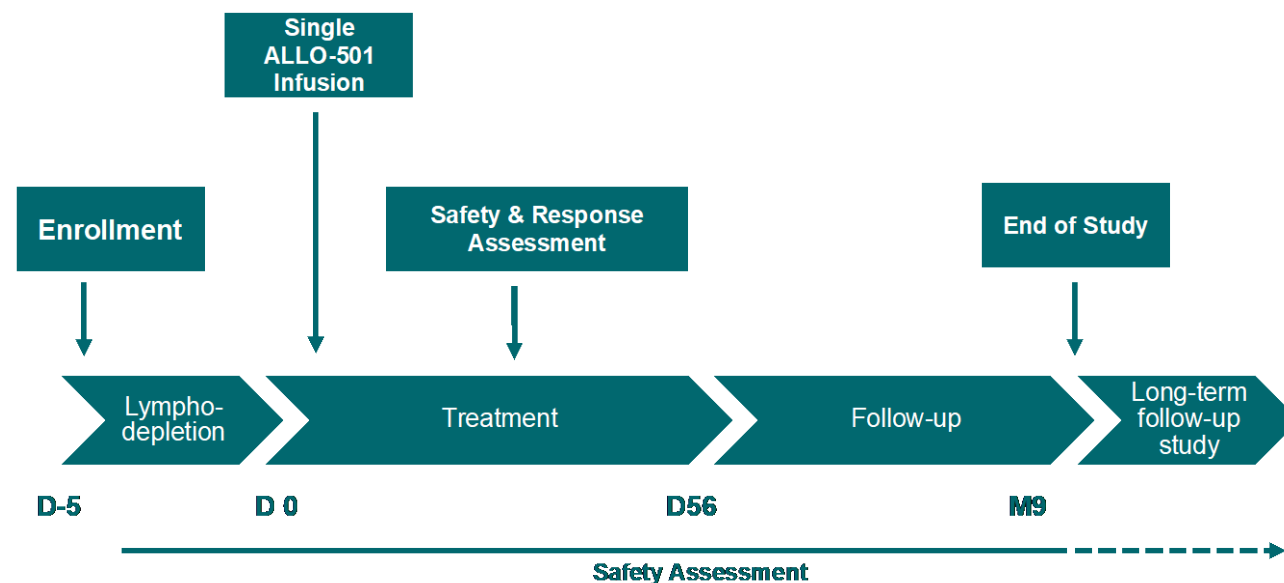 Single
ALLO-501
Infusion
Enrollment
Safety & Response
Assessment
End of Study
Lympho-
depletion
Treatment
Follow-up
Long-term
follow-up
study
D-5
D 0
D56
M9
Safety Assessment